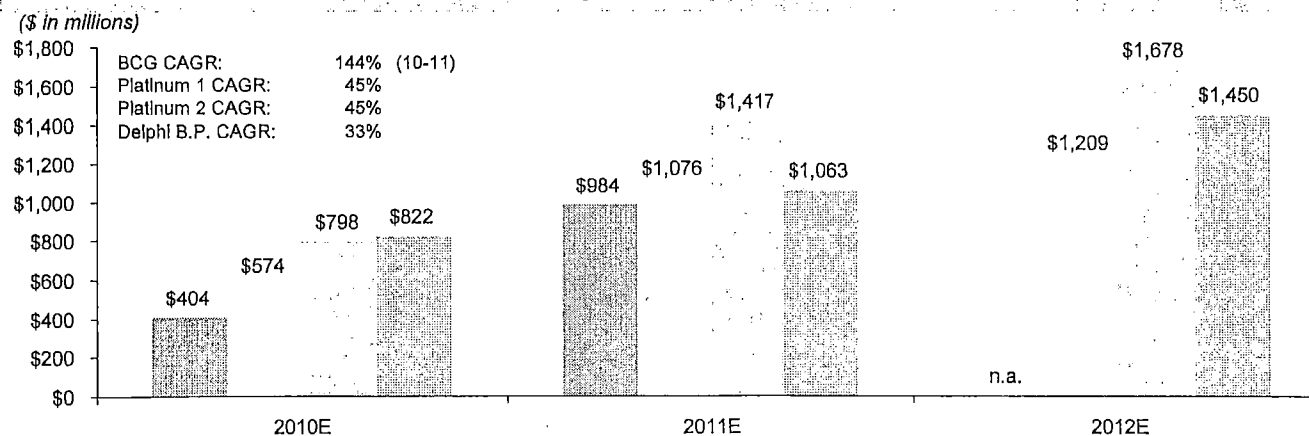 ($ in millions)
$1,800
$1,600
$1,400
$1,200
$1,000
$800
$600
$400
$200
$0
BCG CAGR: 144% (10-11)
Platinum 1 CAGR: 45%
Platinum 2 CAGR: 45%
Delphi B.P. CAGR: 33%
$404
$574
$798
$822
$984
$1,076
$1,417
$1,063
n.a.
$1,209
$1,678
$1,450
2010E
2011E
2012E